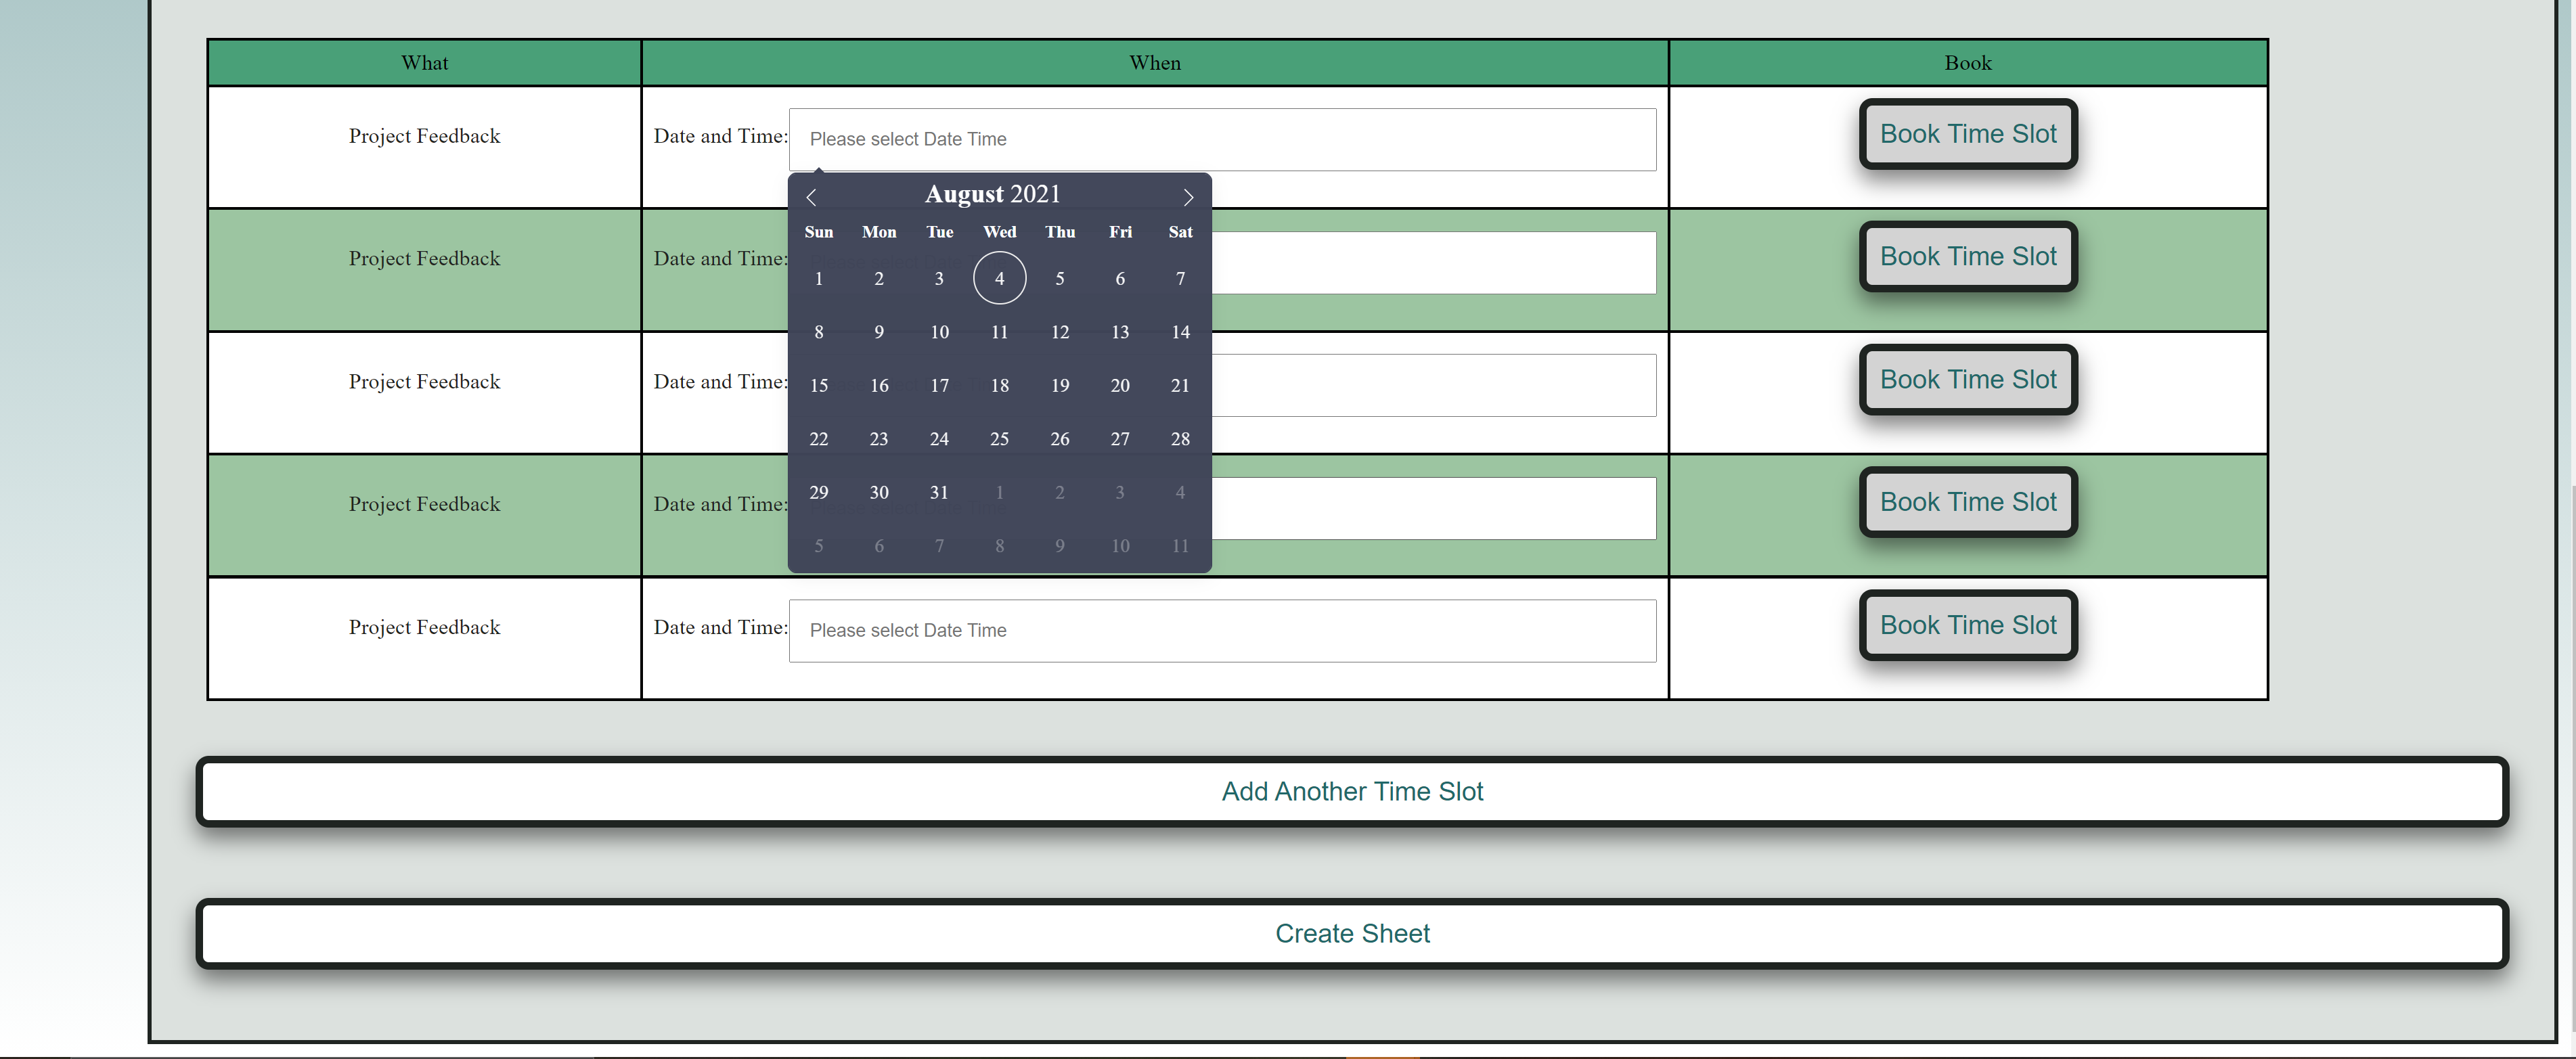 What When Book
Project Feedback Date and Time: Please select Date Time Book Time Slot
August 2021
Sun Mon Tue Wed Thu Fri Sat
Project Feedback Date and Time: Book Time Slot
1 2 3 4 5 6 7
8 9 10 11 12 13 14
Project Feedback Date and Time: Book Time Slot
15 16 17 18 19 20 21
22 23 24 25 26 27 28
Project Feedback Date and Time: Book Time Slot
29 30 31 1 2 3 4
5 6 7 8 9 10 11
Project Feedback Date and Time: Please select Date Time Book Time Slot
Add Another Time Slot
Create Sheet